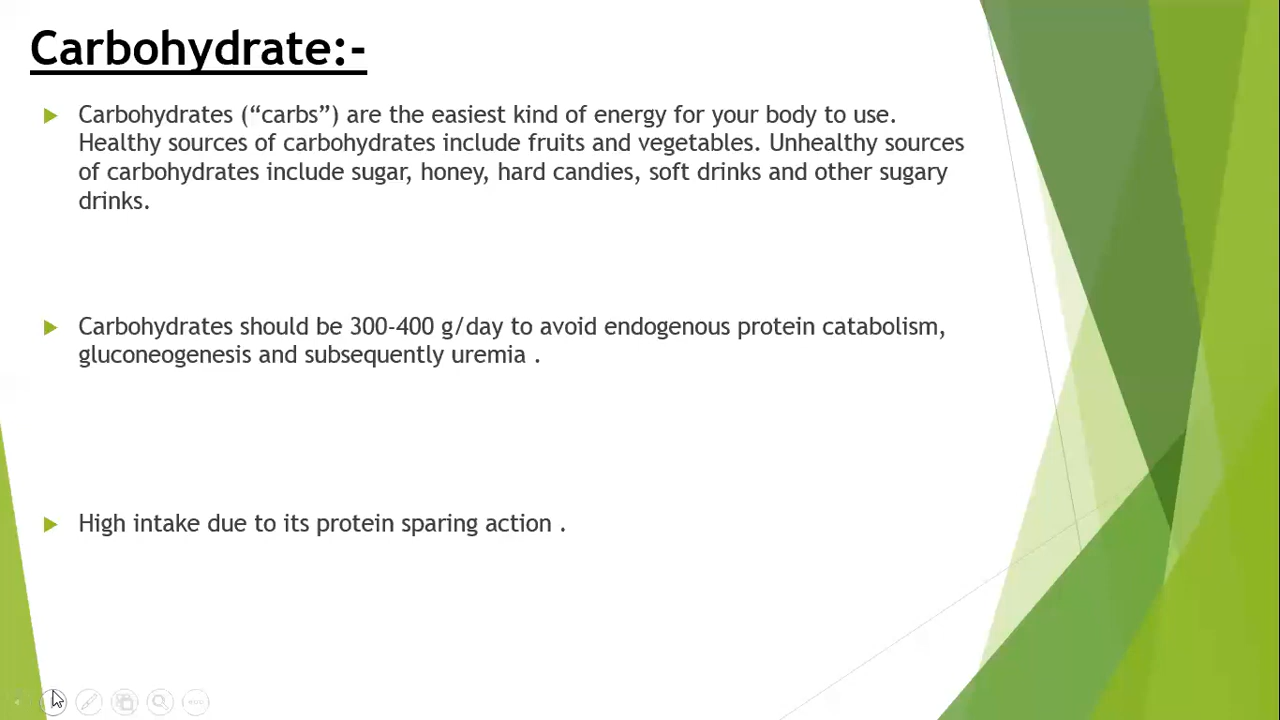 Carbohydrate:-
Carbohydrates (“carbs”) are the easiest kind of energy for your body to use.
Healthy sources of carbohydrates include fruits and vegetables. Unhealthy sources
of carbohydrates include sugar, honey, hard candies, soft drinks and other sugary
drinks.
Carbohydrates should be 300-400 g/day to avoid endogenous protein catabolism,
gluconeogenesis and subsequently uremia .
High intake due to its protein sparing action .